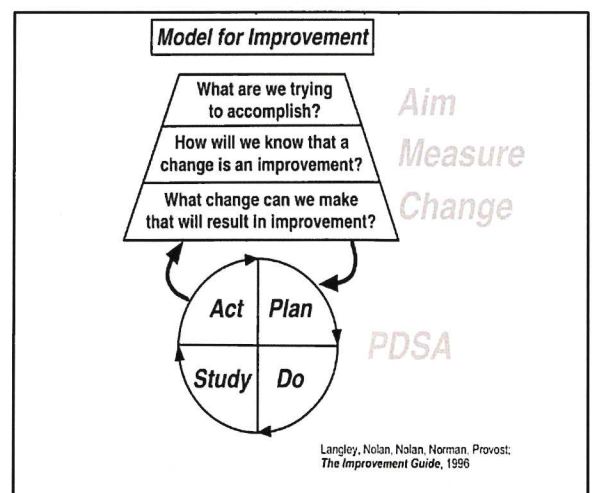 Model for Improvement
What are we trying
to accomplish?
Aim
How will we know that a
change is an improvement?
Measure
What change can we make
that will result in improvement?
Change
Act
Plan
PDSA
Study
Do
Langley, Nolan, Nolan, Norman, Provost;
The Improvement Guide, 1996